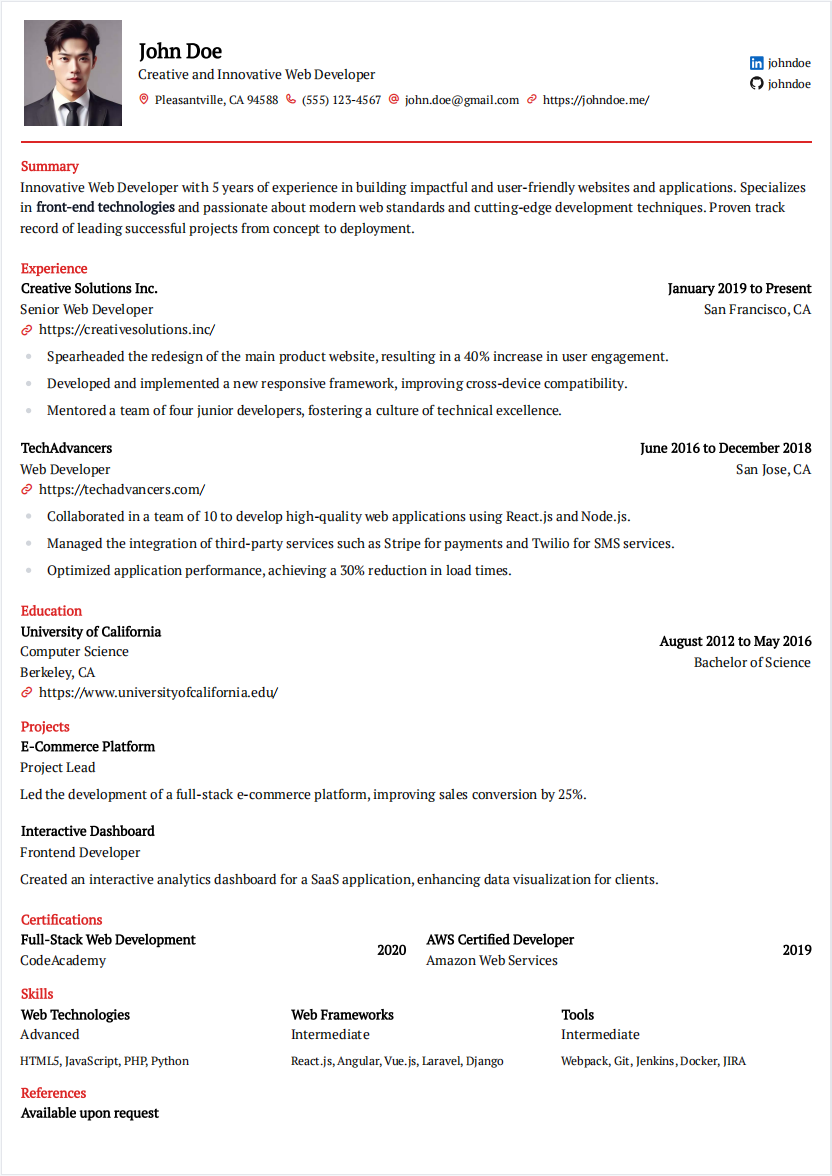 John Doe
Creative and Innovative Web Developer
Pleasantville, CA 94588 (555) 123-4567 john.doe@gmail.com https://johndoe.me/
johndoe
johndoe
Summary
Innovative Web Developer with 5 years of experience in building impactful and user-friendly websites and applications. Specializes
in front-end technologies and passionate about modern web standards and cutting-edge development techniques. Proven track
record of leading successful projects from concept to deployment.
Experience
Creative Solutions Inc. January 2019 to Present
Senior Web Developer San Francisco, CA
https://creativesolutions.inc/
Spearheaded the redesign of the main product website, resulting in a 40% increase in user engagement.
Developed and implemented a new responsive framework, improving cross-device compatibility.
Mentored a team of four junior developers, fostering a culture of technical excellence.
TechAdvancers June 2016 to December 2018
Web Developer San Jose, CA
https://techadvancers.com/
Collaborated in a team of 10 to develop high-quality web applications using React.js and Node.js.
Managed the integration of third-party services such as Stripe for payments and Twilio for SMS services.
Optimized application performance, achieving a 30% reduction in load times.
Education
University of California August 2012 to May 2016
Computer Science Bachelor of Science
Berkeley, CA
https://www.universityofcalifornia.edu/
Projects
E-Commerce Platform
Project Lead
Led the development of a full-stack e-commerce platform, improving sales conversion by 25%.
Interactive Dashboard
Frontend Developer
Created an interactive analytics dashboard for a SaaS application, enhancing data visualization for clients.
Certifications
Full-Stack Web Development 2020
CodeAcademy
AWS Certified Developer 2019
Amazon Web Services
Skills
Web Technologies
Advanced
HTML5, JavaScript, PHP, Python
Web Frameworks
Intermediate
React.js, Angular, Vue.js, Laravel, Django
Tools
Intermediate
Webpack, Git, Jenkins, Docker, JIRA
References
Available upon request